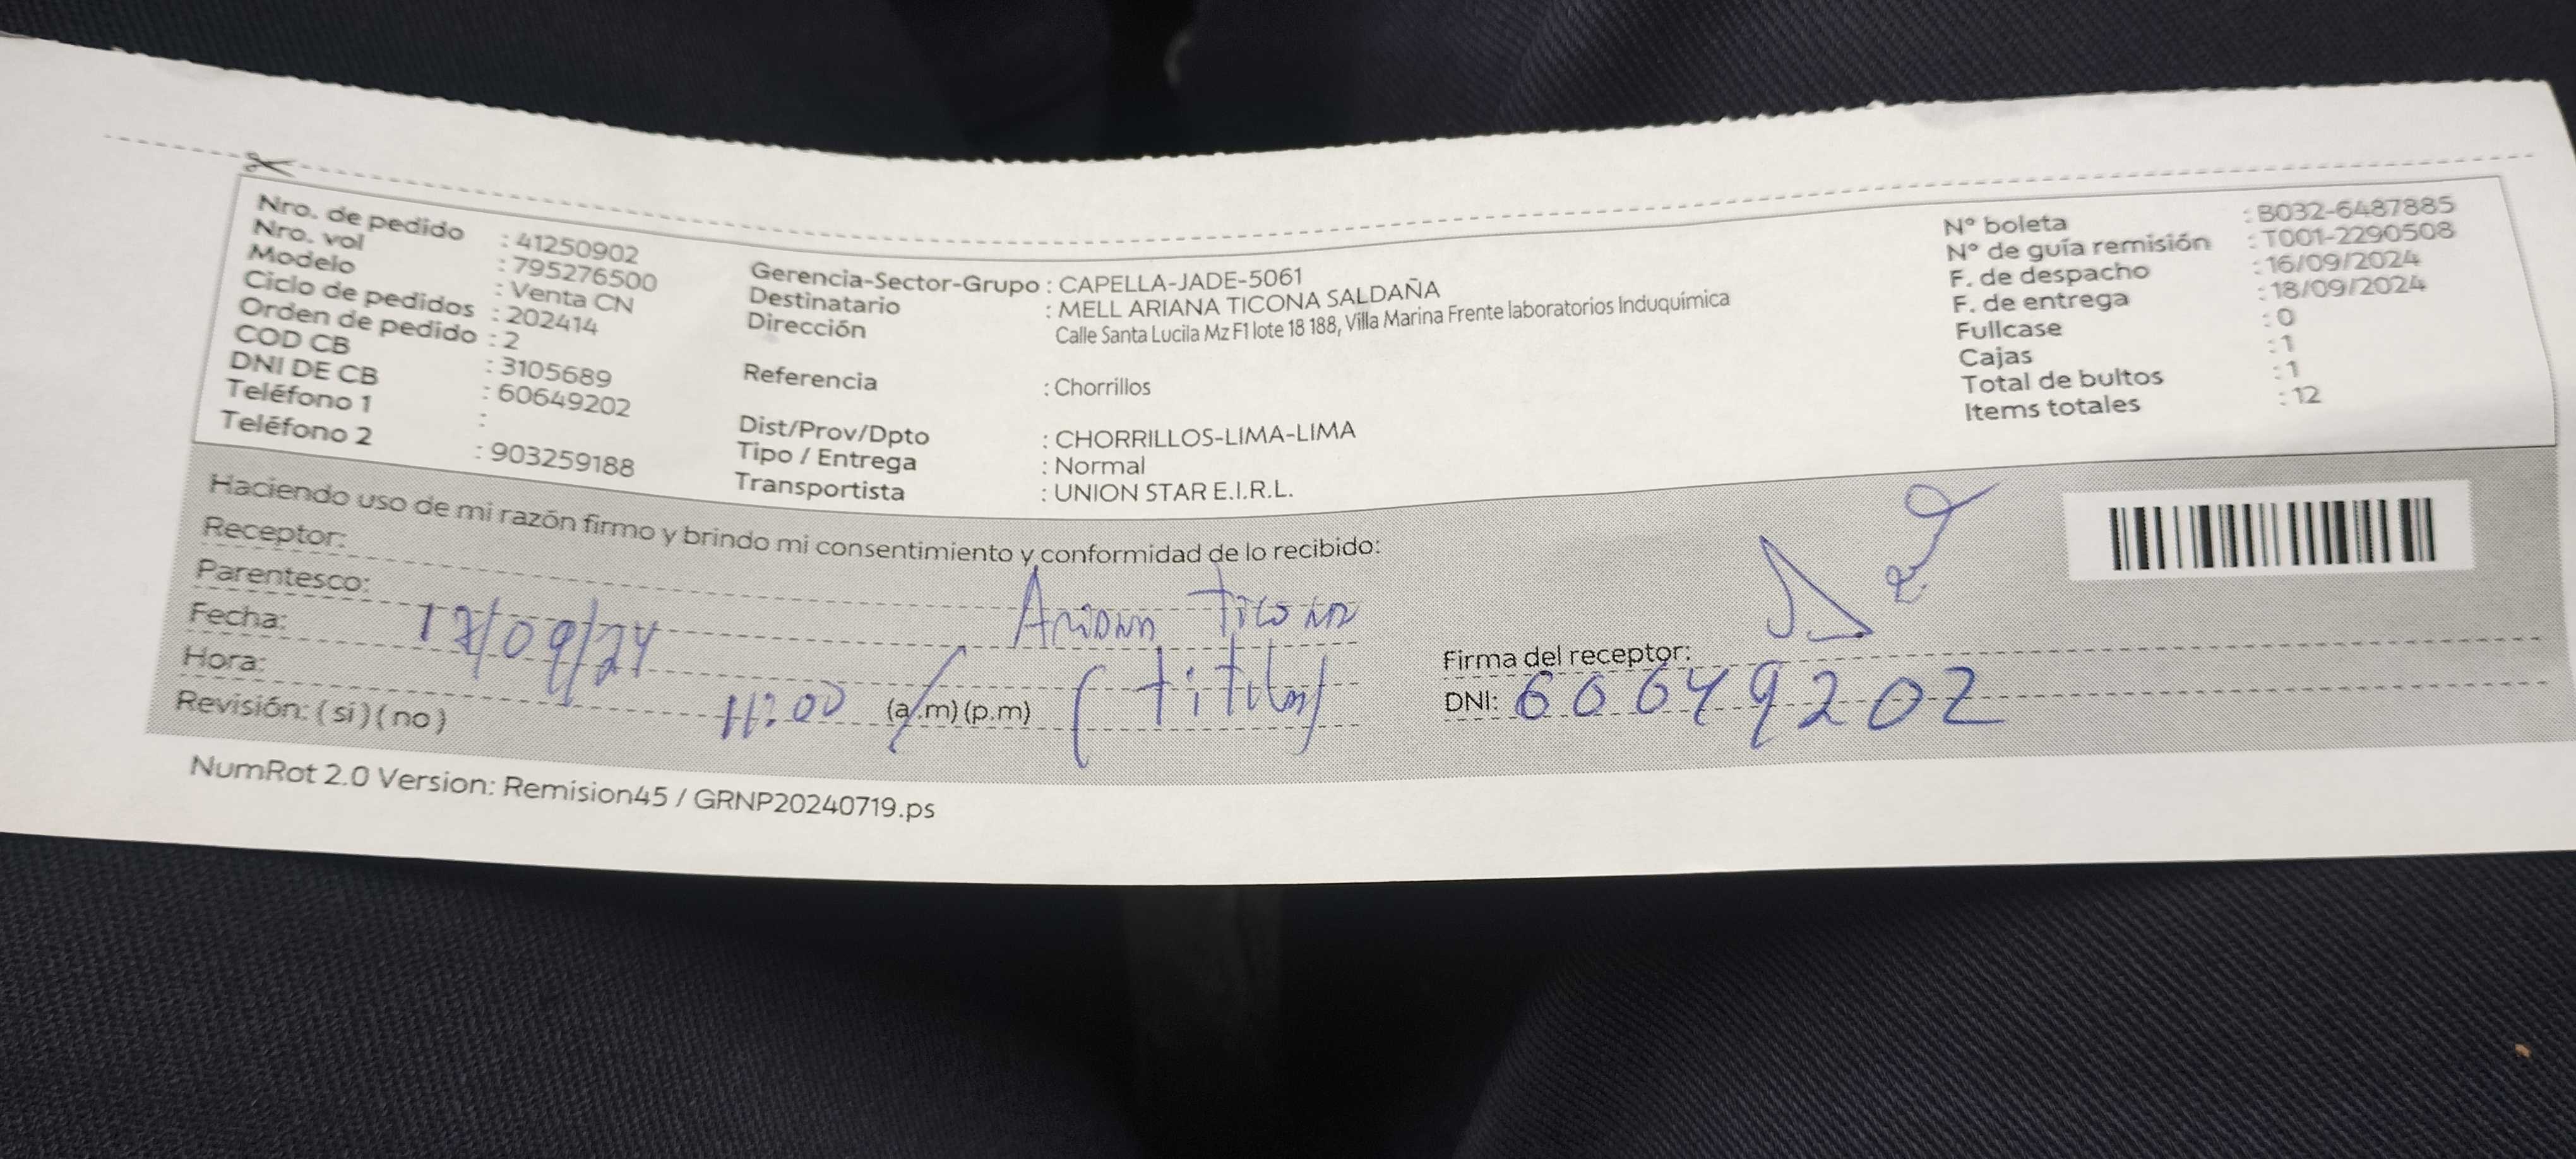 Nro. de pedido : 41250902
Nro. vol : 795276500
Modelo : Venta CN
Ciclo de pedidos : 202414
Orden de pedido : 2
COD CB : 3105689
DNI DE CB : 60649202
Teléfono 1 :
Teléfono 2 : 903259188
Gerencia-Sector-Grupo : CAPELLA-JADE-5061
Destinatario : MELL ARIANA TICONA SALDAÑA
Dirección Calle Santa Lucila Mz F1 lote 18 188, Villa Marina Frente laboratorios Induquímica
Referencia : Chorrillos
Dist/Prov/Dpto : CHORRILLOS-LIMA-LIMA
Tipo / Entrega : Normal
Transportista : UNION STAR E.I.R.L.
N° boleta : B032-6487885
N° de guía remisión : T001-2290508
F. de despacho : 16/09/2024
F. de entrega : 18/09/2024
Fullcase : 0
Cajas : 1
Total de bultos : 1
Items totales : 12
Haciendo uso de mi razón firmo y brindo mi consentimiento y conformidad de lo recibido:
Receptor: Ariana Ticona
Parentesco: (titular)
Fecha: 17/09/24
Hora: 11:00 (a.m) (p.m)
Revisión: ( si ) ( no )
Firma del receptor:
DNI: 60649202
NumRot 2.0 Version: Remision45 / GRNP20240719.ps